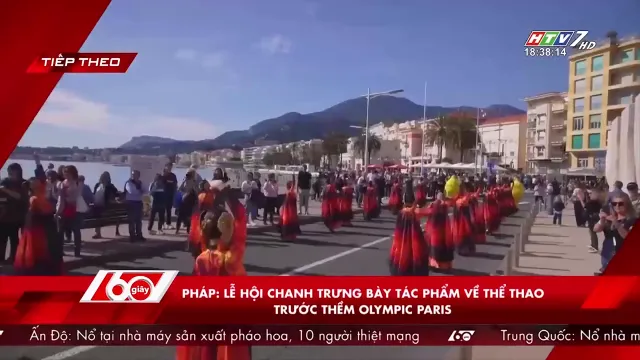 HTV7 HD
18:38:14
TIẾP THEO
60 giây
PHÁP: LỄ HỘI CHANH TRƯNG BÀY TÁC PHẨM VỀ THỂ THAO
TRƯỚC THỀM OLYMPIC PARIS
Ấn Độ: Nổ tại nhà máy sản xuất pháo hoa, 10 người thiệt mạng
60
Trung Quốc: Nổ nhà m